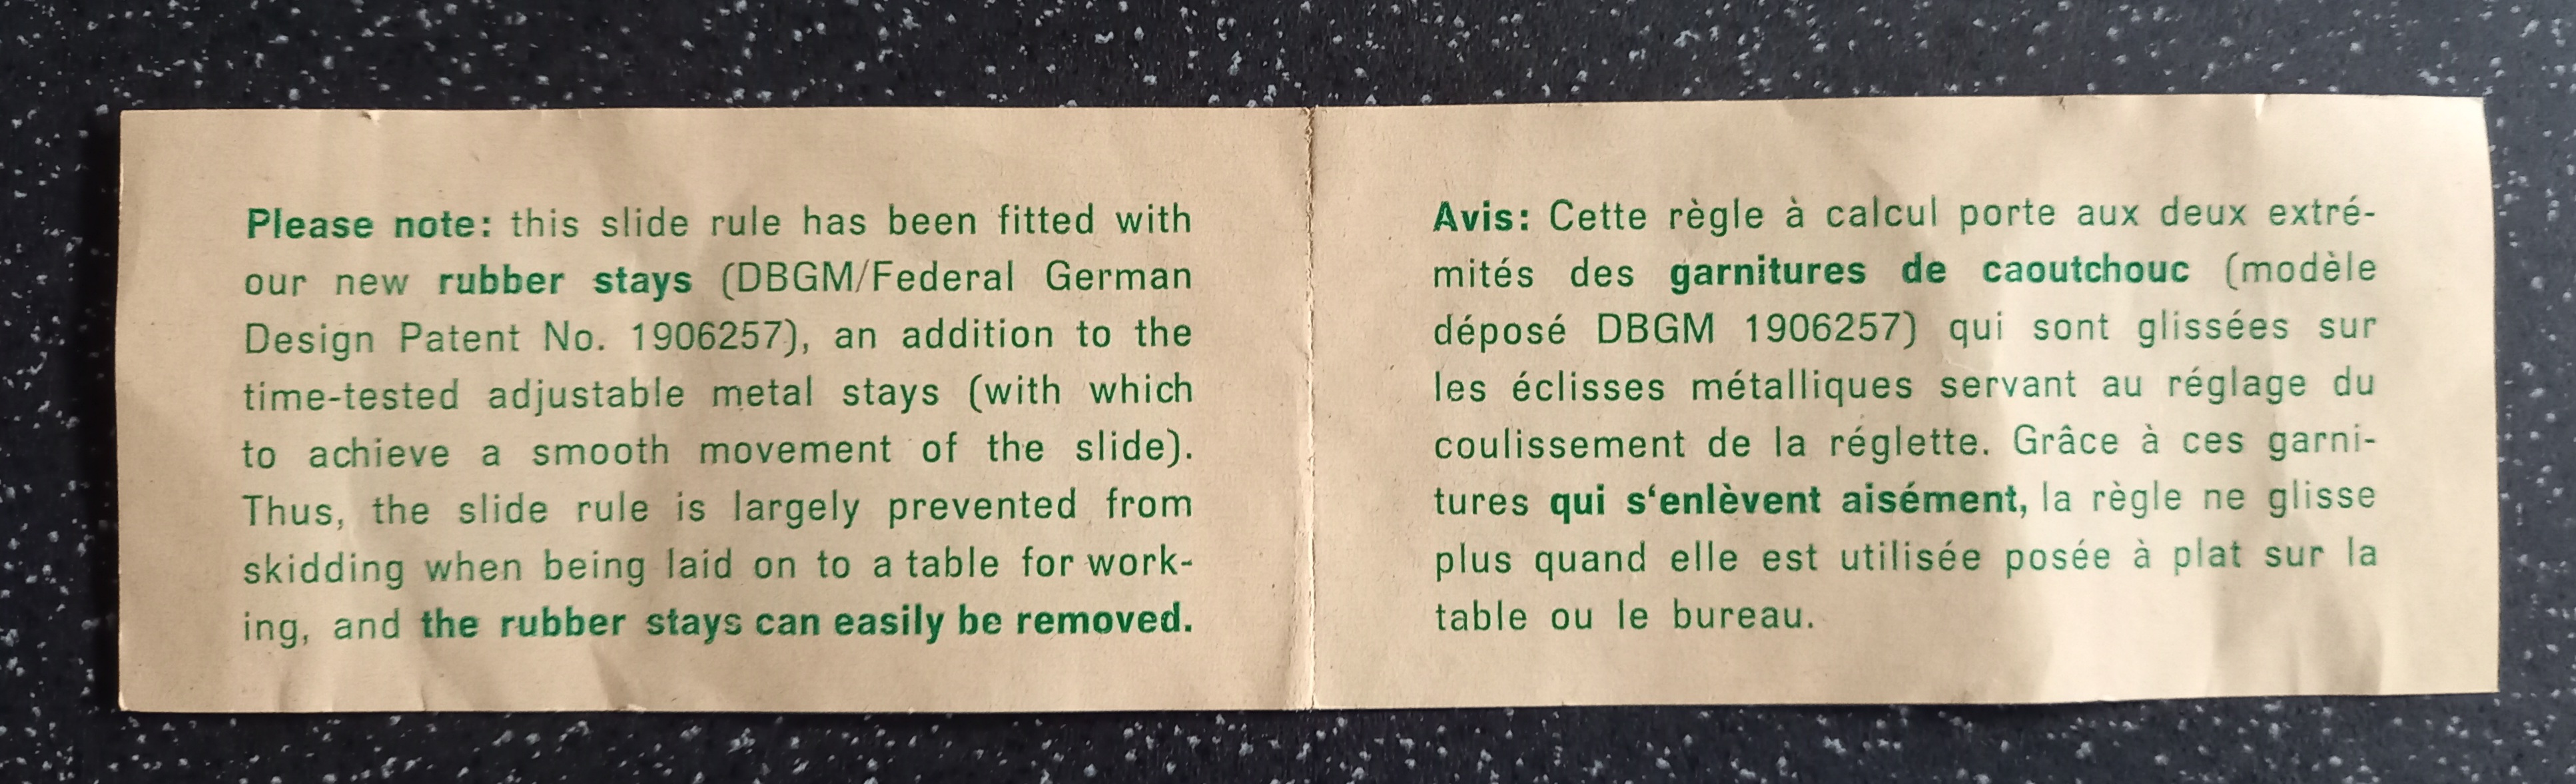 Please note: this slide rule has been fitted with
our new rubber stays (DBGM/Federal German
Design Patent No. 1906257), an addition to the
time-tested adjustable metal stays (with which
to achieve a smooth movement of the slide).
Thus, the slide rule is largely prevented from
skidding when being laid on to a table for work-
ing, and the rubber stays can easily be removed.
Avis: Cette règle à calcul porte aux deux extré-
mités des garnitures de caoutchouc (modèle
déposé DBGM 1906257) qui sont glissées sur
les éclisses métalliques servant au réglage du
coulissement de la réglette. Grâce à ces garni-
tures qui s‘enlèvent aisément, la règle ne glisse
plus quand elle est utilisée posée à plat sur la
table ou le bureau.